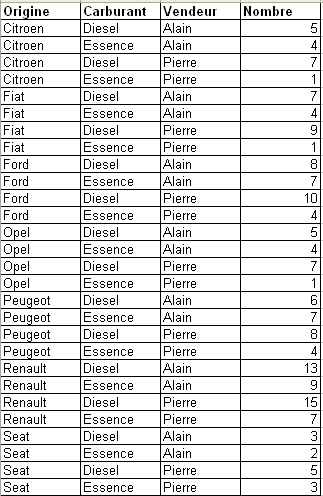 Origine Carburant Vendeur Nombre
Citroen Diesel Alain 5
Citroen Essence Alain 4
Citroen Diesel Pierre 7
Citroen Essence Pierre 1
Fiat Diesel Alain 7
Fiat Essence Alain 4
Fiat Diesel Pierre 9
Fiat Essence Pierre 1
Ford Diesel Alain 8
Ford Essence Alain 7
Ford Diesel Pierre 10
Ford Essence Pierre 4
Opel Diesel Alain 5
Opel Essence Alain 4
Opel Diesel Pierre 7
Opel Essence Pierre 1
Peugeot Diesel Alain 6
Peugeot Essence Alain 7
Peugeot Diesel Pierre 8
Peugeot Essence Pierre 4
Renault Diesel Alain 13
Renault Essence Alain 9
Renault Diesel Pierre 15
Renault Essence Pierre 7
Seat Diesel Alain 3
Seat Essence Alain 2
Seat Diesel Pierre 5
Seat Essence Pierre 3